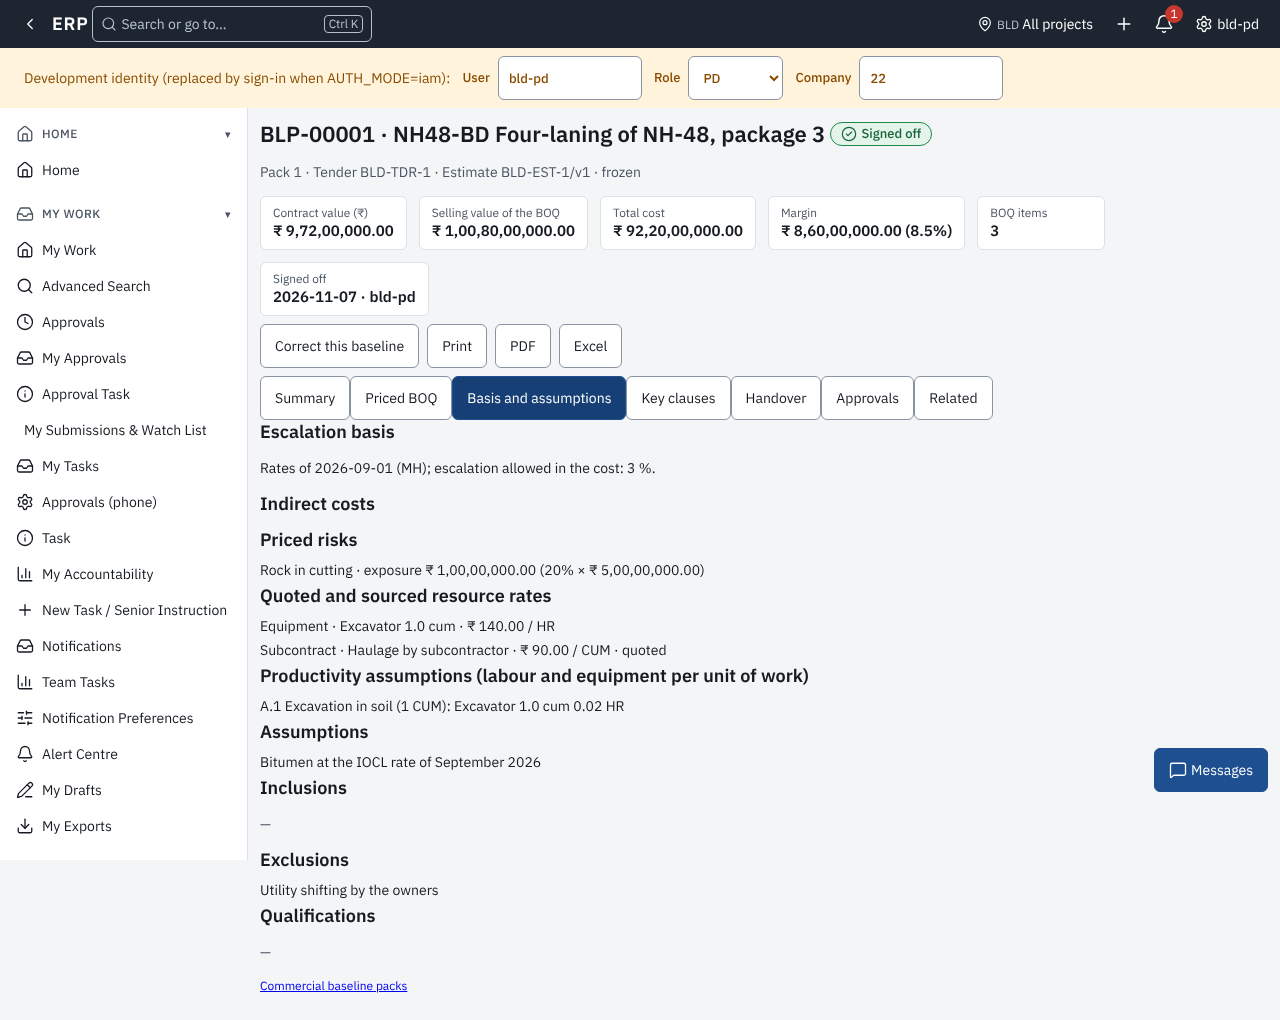 ERP
Search or go to...
Ctrl K
BLD All projects
1
bld-pd
Development identity (replaced by sign-in when AUTH_MODE=iam):
User
bld-pd
Role
PD
Company
22
HOME
Home
MY WORK
My Work
Advanced Search
Approvals
My Approvals
Approval Task
My Submissions & Watch List
My Tasks
Approvals (phone)
Task
My Accountability
New Task / Senior Instruction
Notifications
Team Tasks
Notification Preferences
Alert Centre
My Drafts
My Exports
BLP-00001 · NH48-BD Four-laning of NH-48, package 3
Signed off
Pack 1 · Tender BLD-TDR-1 · Estimate BLD-EST-1/v1 · frozen
Contract value (₹)
₹ 9,72,00,000.00
Selling value of the BOQ
₹ 1,00,80,00,000.00
Total cost
₹ 92,20,00,000.00
Margin
₹ 8,60,00,000.00 (8.5%)
BOQ items
3
Signed off
2026-11-07 · bld-pd
Correct this baseline
Print
PDF
Excel
Summary
Priced BOQ
Basis and assumptions
Key clauses
Handover
Approvals
Related
Escalation basis
Rates of 2026-09-01 (MH); escalation allowed in the cost: 3 %.
Indirect costs
Priced risks
Rock in cutting · exposure ₹ 1,00,00,000.00 (20% × ₹ 5,00,00,000.00)
Quoted and sourced resource rates
Equipment · Excavator 1.0 cum · ₹ 140.00 / HR
Subcontract · Haulage by subcontractor · ₹ 90.00 / CUM · quoted
Productivity assumptions (labour and equipment per unit of work)
A.1 Excavation in soil (1 CUM): Excavator 1.0 cum 0.02 HR
Assumptions
Bitumen at the IOCL rate of September 2026
Inclusions
—
Exclusions
Utility shifting by the owners
Qualifications
—
Commercial baseline packs
Messages